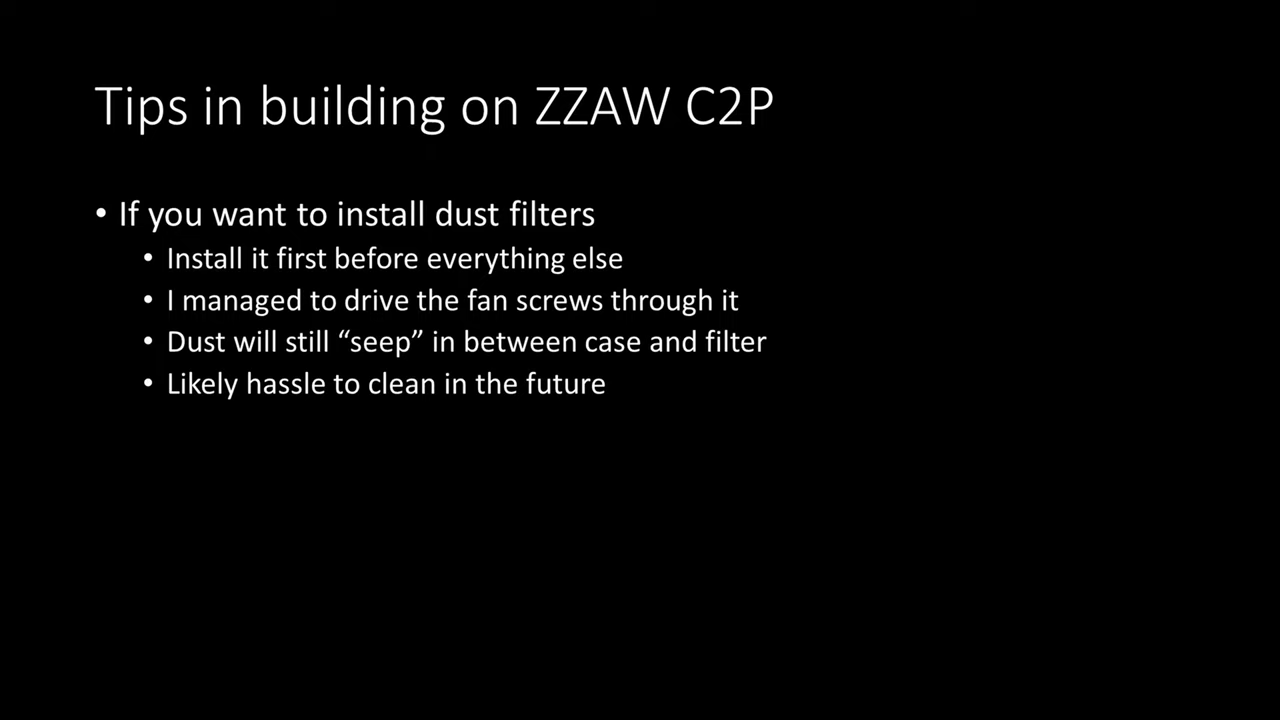 Tips in building on ZZAW C2P
• If you want to install dust filters
• Install it first before everything else
• I managed to drive the fan screws through it
• Dust will still “seep” in between case and filter
• Likely hassle to clean in the future